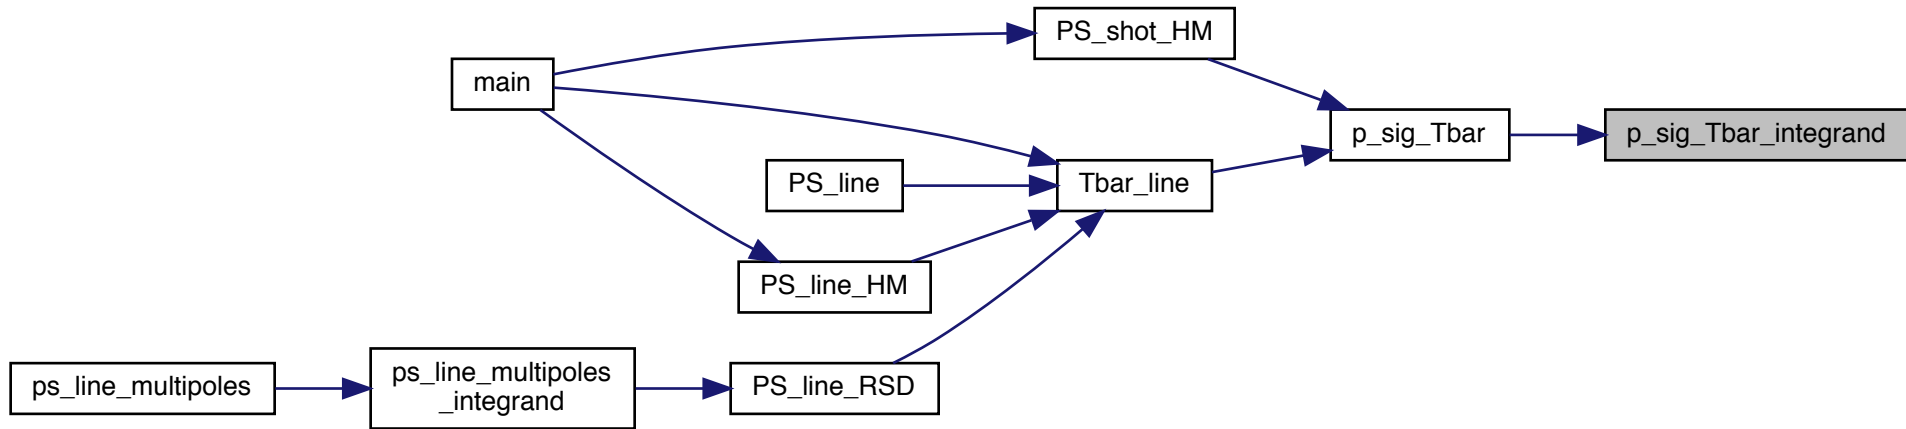 PS_shot_HM
main
p_sig_Tbar
p_sig_Tbar_integrand
PS_line
Tbar_line
PS_line_HM
ps_line_multipoles
ps_line_multipoles
_integrand
PS_line_RSD